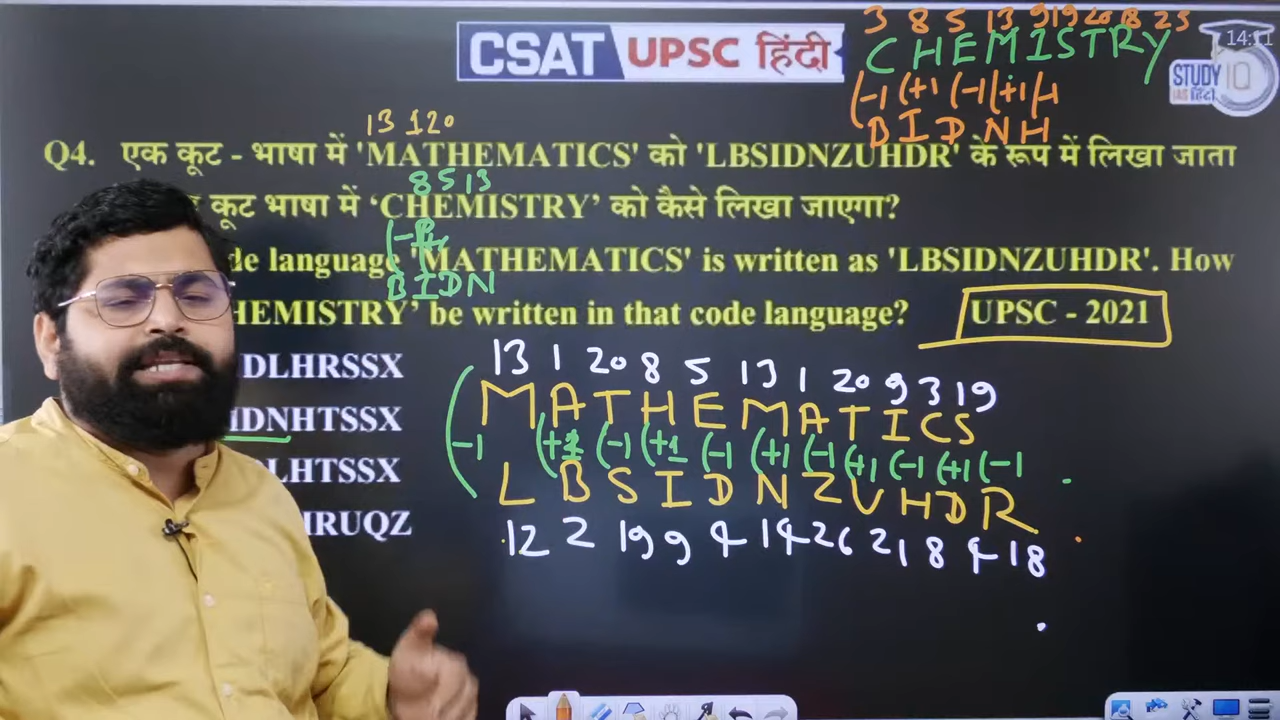 3 8 5 13 9 19 20 18 25
CSAT UPSC हिंदी
CHEMISTRY
14:11
STUDY IQ
IAS हिंदी
(-1 (+1 (-1 (+1 (-1
BIDNH
13 1 20
Q4. एक कूट - भाषा में 'MATHEMATICS' को 'LBSIDNZUHDR' के रूप में लिखा जाता
8 5 13
कूट भाषा में ‘CHEMISTRY’ को कैसे लिखा जाएगा?
de language 'MATHEMATICS' is written as 'LBSIDNZUHDR'. How
BIDN
HEMISTRY’ be written in that code language? UPSC - 2021
13 1 20 8 5 13 1 20 9 3 19
DLHRSSX
MATHEMATICS
IDNHTSSX
(-1 (+1 (-1 (+1 (-1 (+1 (-1 (+1 (-1 (+1 (-1
LHTSSX
LBSIDNZUHDR
IRUQZ
12 2 19 9 4 14 26 21 8 4 18